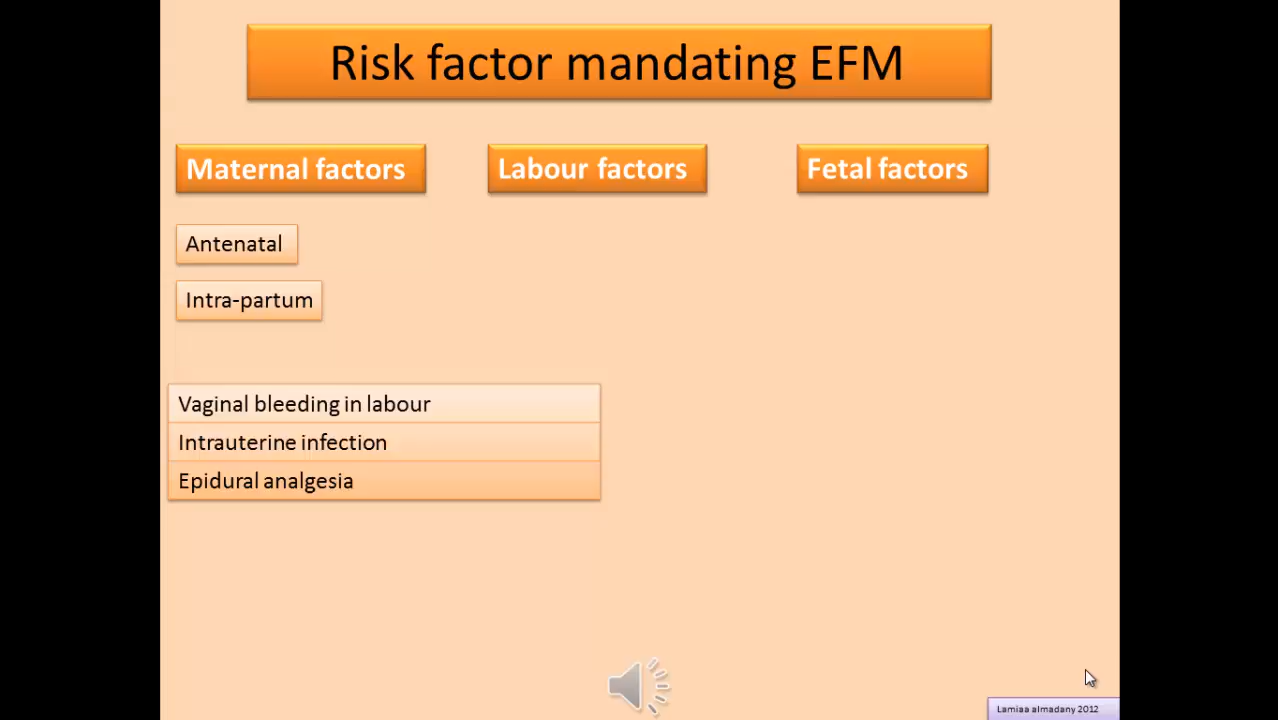 Risk factor mandating EFM
Maternal factors
Labour factors
Fetal factors
Antenatal
Intra-partum
Vaginal bleeding in labour
Intrauterine infection
Epidural analgesia
Lamiaa almadany 2012